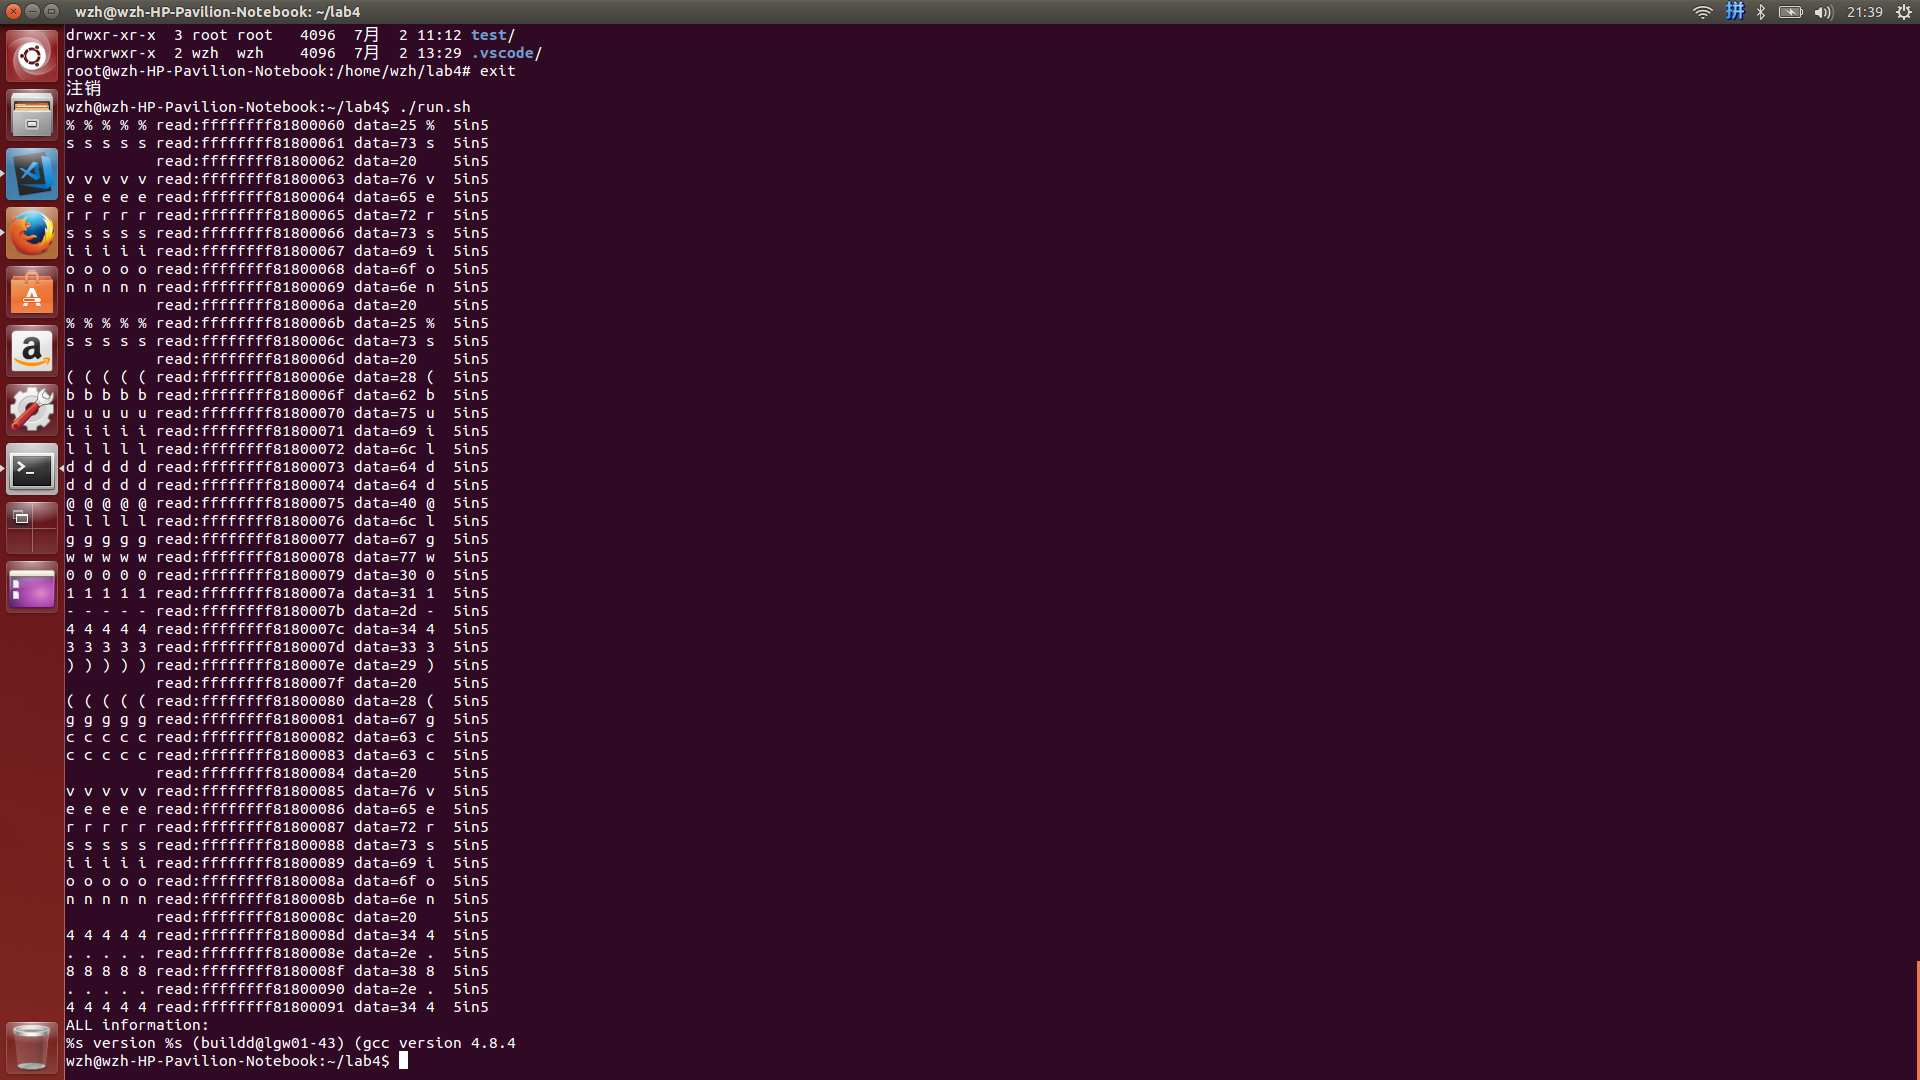 wzh@wzh-HP-Pavilion-Notebook: ~/lab4
拼
21:39
drwxr-xr-x  3 root root   4096  7月   2 11:12 test/
drwxrwxr-x  2 wzh  wzh    4096  7月   2 13:29 .vscode/
root@wzh-HP-Pavilion-Notebook:/home/wzh/lab4# exit
注销
wzh@wzh-HP-Pavilion-Notebook:~/lab4$ ./run.sh
% % % % % read:ffffffff81800060 data=25 %  5in5
s s s s s read:ffffffff81800061 data=73 s  5in5
          read:ffffffff81800062 data=20    5in5
v v v v v read:ffffffff81800063 data=76 v  5in5
e e e e e read:ffffffff81800064 data=65 e  5in5
r r r r r read:ffffffff81800065 data=72 r  5in5
s s s s s read:ffffffff81800066 data=73 s  5in5
i i i i i read:ffffffff81800067 data=69 i  5in5
o o o o o read:ffffffff81800068 data=6f o  5in5
n n n n n read:ffffffff81800069 data=6e n  5in5
          read:ffffffff8180006a data=20    5in5
% % % % % read:ffffffff8180006b data=25 %  5in5
s s s s s read:ffffffff8180006c data=73 s  5in5
          read:ffffffff8180006d data=20    5in5
( ( ( ( ( read:ffffffff8180006e data=28 (  5in5
b b b b b read:ffffffff8180006f data=62 b  5in5
u u u u u read:ffffffff81800070 data=75 u  5in5
i i i i i read:ffffffff81800071 data=69 i  5in5
l l l l l read:ffffffff81800072 data=6c l  5in5
d d d d d read:ffffffff81800073 data=64 d  5in5
d d d d d read:ffffffff81800074 data=64 d  5in5
@ @ @ @ @ read:ffffffff81800075 data=40 @  5in5
l l l l l read:ffffffff81800076 data=6c l  5in5
g g g g g read:ffffffff81800077 data=67 g  5in5
w w w w w read:ffffffff81800078 data=77 w  5in5
0 0 0 0 0 read:ffffffff81800079 data=30 0  5in5
1 1 1 1 1 read:ffffffff8180007a data=31 1  5in5
- - - - - read:ffffffff8180007b data=2d -  5in5
4 4 4 4 4 read:ffffffff8180007c data=34 4  5in5
3 3 3 3 3 read:ffffffff8180007d data=33 3  5in5
) ) ) ) ) read:ffffffff8180007e data=29 )  5in5
          read:ffffffff8180007f data=20    5in5
( ( ( ( ( read:ffffffff81800080 data=28 (  5in5
g g g g g read:ffffffff81800081 data=67 g  5in5
c c c c c read:ffffffff81800082 data=63 c  5in5
c c c c c read:ffffffff81800083 data=63 c  5in5
          read:ffffffff81800084 data=20    5in5
v v v v v read:ffffffff81800085 data=76 v  5in5
e e e e e read:ffffffff81800086 data=65 e  5in5
r r r r r read:ffffffff81800087 data=72 r  5in5
s s s s s read:ffffffff81800088 data=73 s  5in5
i i i i i read:ffffffff81800089 data=69 i  5in5
o o o o o read:ffffffff8180008a data=6f o  5in5
n n n n n read:ffffffff8180008b data=6e n  5in5
          read:ffffffff8180008c data=20    5in5
4 4 4 4 4 read:ffffffff8180008d data=34 4  5in5
. . . . . read:ffffffff8180008e data=2e .  5in5
8 8 8 8 8 read:ffffffff8180008f data=38 8  5in5
. . . . . read:ffffffff81800090 data=2e .  5in5
4 4 4 4 4 read:ffffffff81800091 data=34 4  5in5
ALL information:
%s version %s (buildd@lgw01-43) (gcc version 4.8.4
wzh@wzh-HP-Pavilion-Notebook:~/lab4$